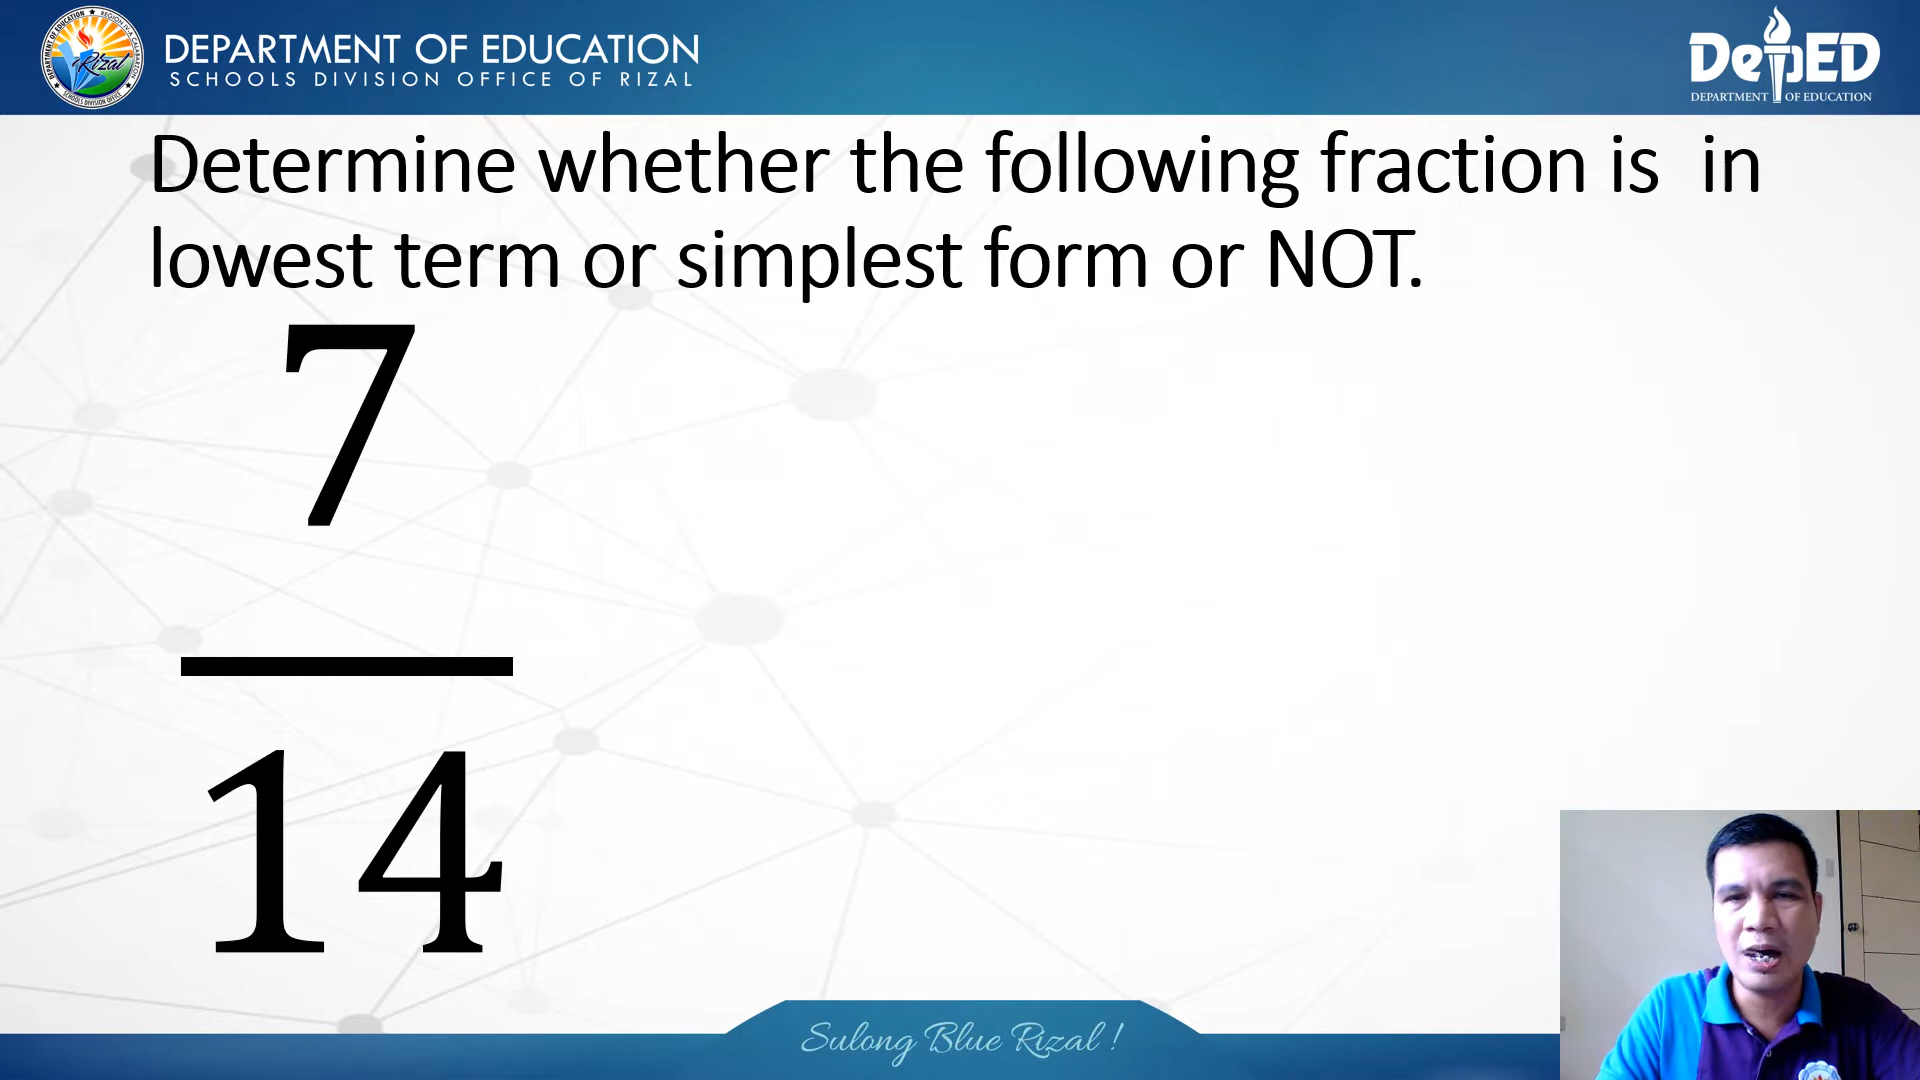 DEPARTMENT OF EDUCATION
SCHOOLS DIVISION OFFICE OF RIZAL
Rizal
DepED
DEPARTMENT OF EDUCATION
Determine whether the following fraction is in
lowest term or simplest form or NOT.
7
14
Sulong Blue Rizal !